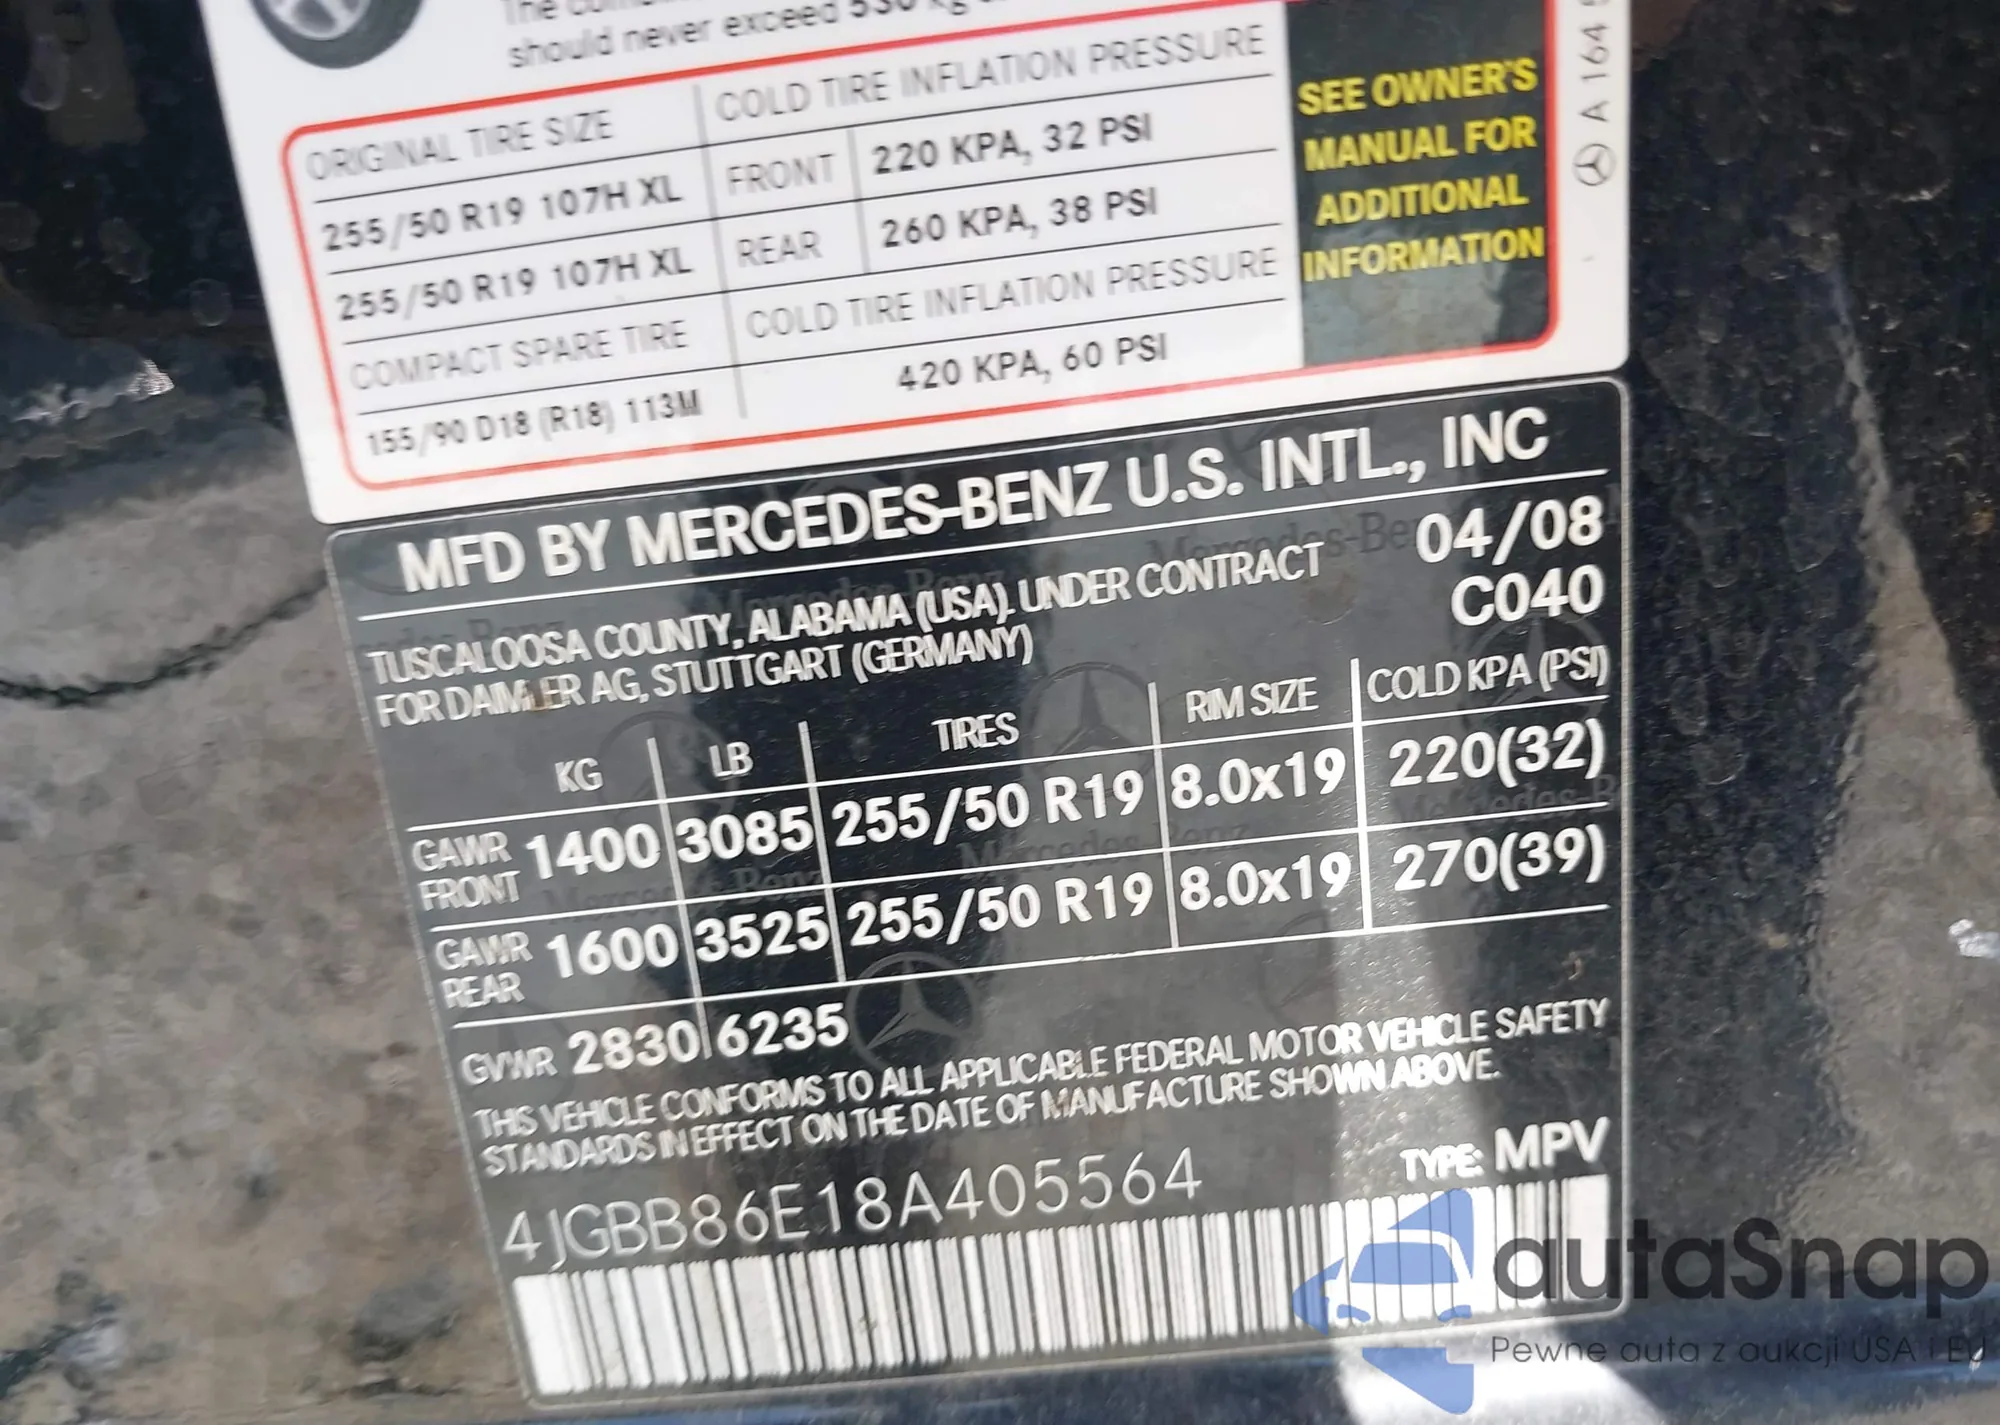 The
should never exceed 530 kg
ORIGINAL TIRE SIZE COLD TIRE INFLATION PRESSURE
255/50 R19 107H XL FRONT 220 KPA, 32 PSI
255/50 R19 107H XL REAR 260 KPA, 38 PSI
COMPACT SPARE TIRE COLD TIRE INFLATION PRESSURE
155/90 D18 (R18) 113M 420 KPA, 60 PSI
SEE OWNER'S
MANUAL FOR
ADDITIONAL
INFORMATION
A 164
MFD BY MERCEDES-BENZ U.S. INTL., INC
TUSCALOOSA COUNTY, ALABAMA (USA). UNDER CONTRACT 04/08
FOR DAIMLER AG, STUTTGART (GERMANY) C040
KG LB TIRES RIM SIZE COLD KPA (PSI)
GAWR FRONT 1400 3085 255/50 R19 8.0x19 220(32)
GAWR REAR 1600 3525 255/50 R19 8.0x19 270(39)
GVWR 2830 6235
THIS VEHICLE CONFORMS TO ALL APPLICABLE FEDERAL MOTOR VEHICLE SAFETY
STANDARDS IN EFFECT ON THE DATE OF MANUFACTURE SHOWN ABOVE.
4JGBB86E18A405564 TYPE: MPV
autaSnap
Pewne auta z aukcji USA i EU